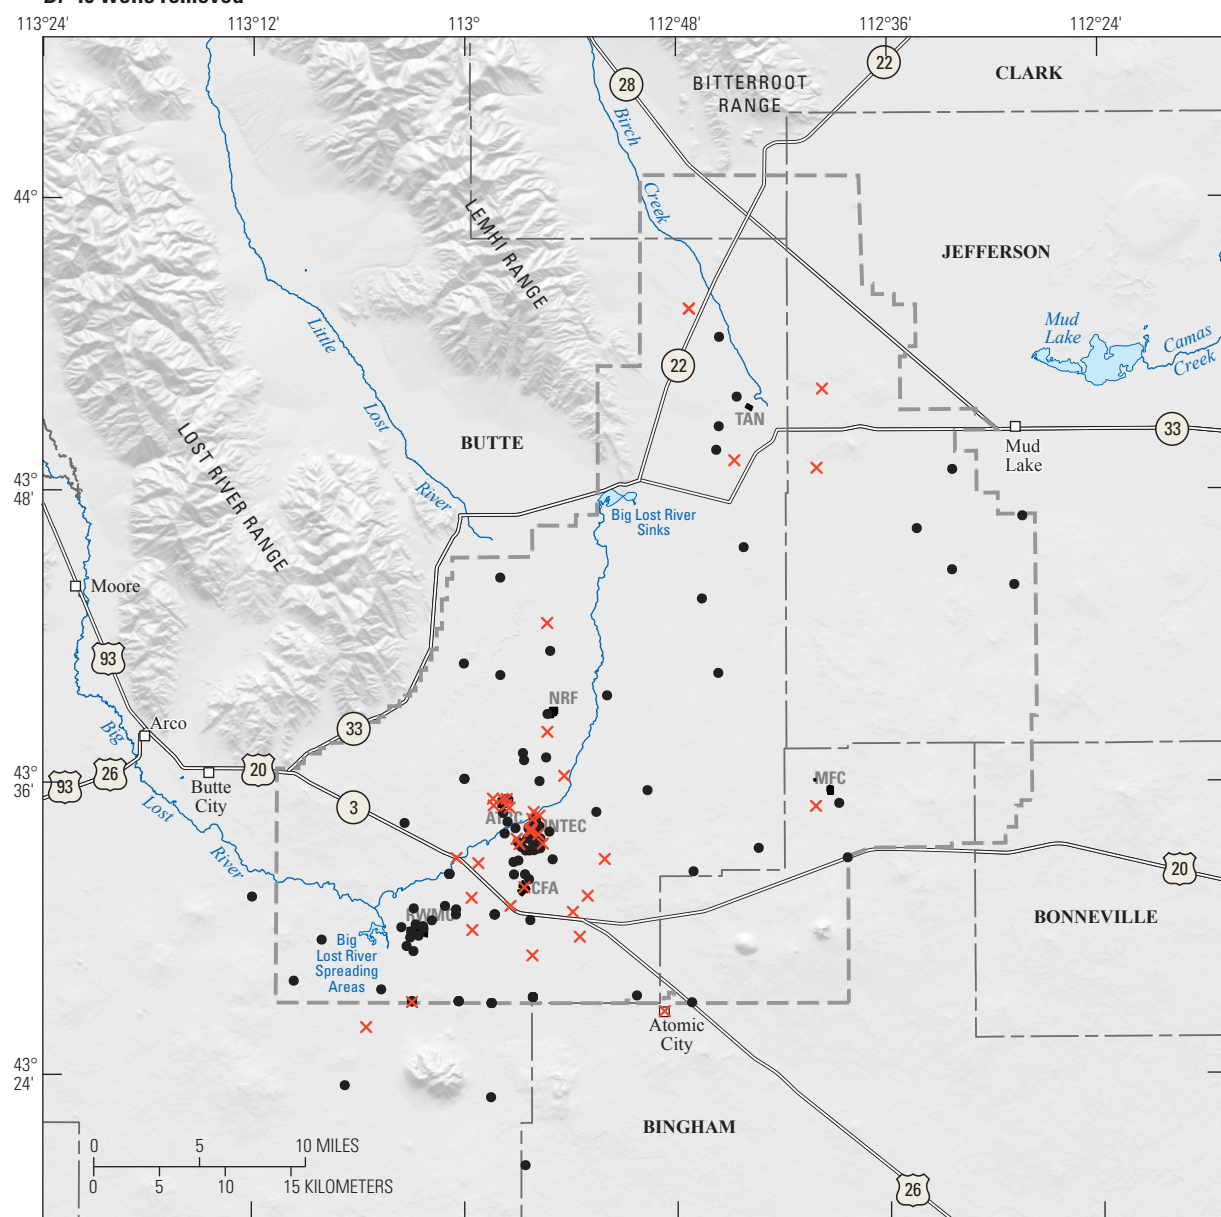 113°24'
113°12'
113°
112°48'
112°36'
112°24'
22
CLARK
28
BITTERROOT
RANGE
Birch
Creek
44°
LEMHI RANGE
JEFFERSON
Mud
Lake
Camas
Creek
Little
Lost
River
22
TAN
33
LOST RIVER RANGE
BUTTE
Mud
Lake
43°
48'
Big Lost River
Sinks
Moore
93
NRF
Arco
33
Big
Lost
River
93
26
20
Butte
City
43°
36'
3
MFC
INTEC
20
CFA
RWMC
BONNEVILLE
Big
Lost River
Spreading
Areas
Atomic
City
43°
24'
BINGHAM
0 5 10 MILES
0 5 10 15 KILOMETERS
26